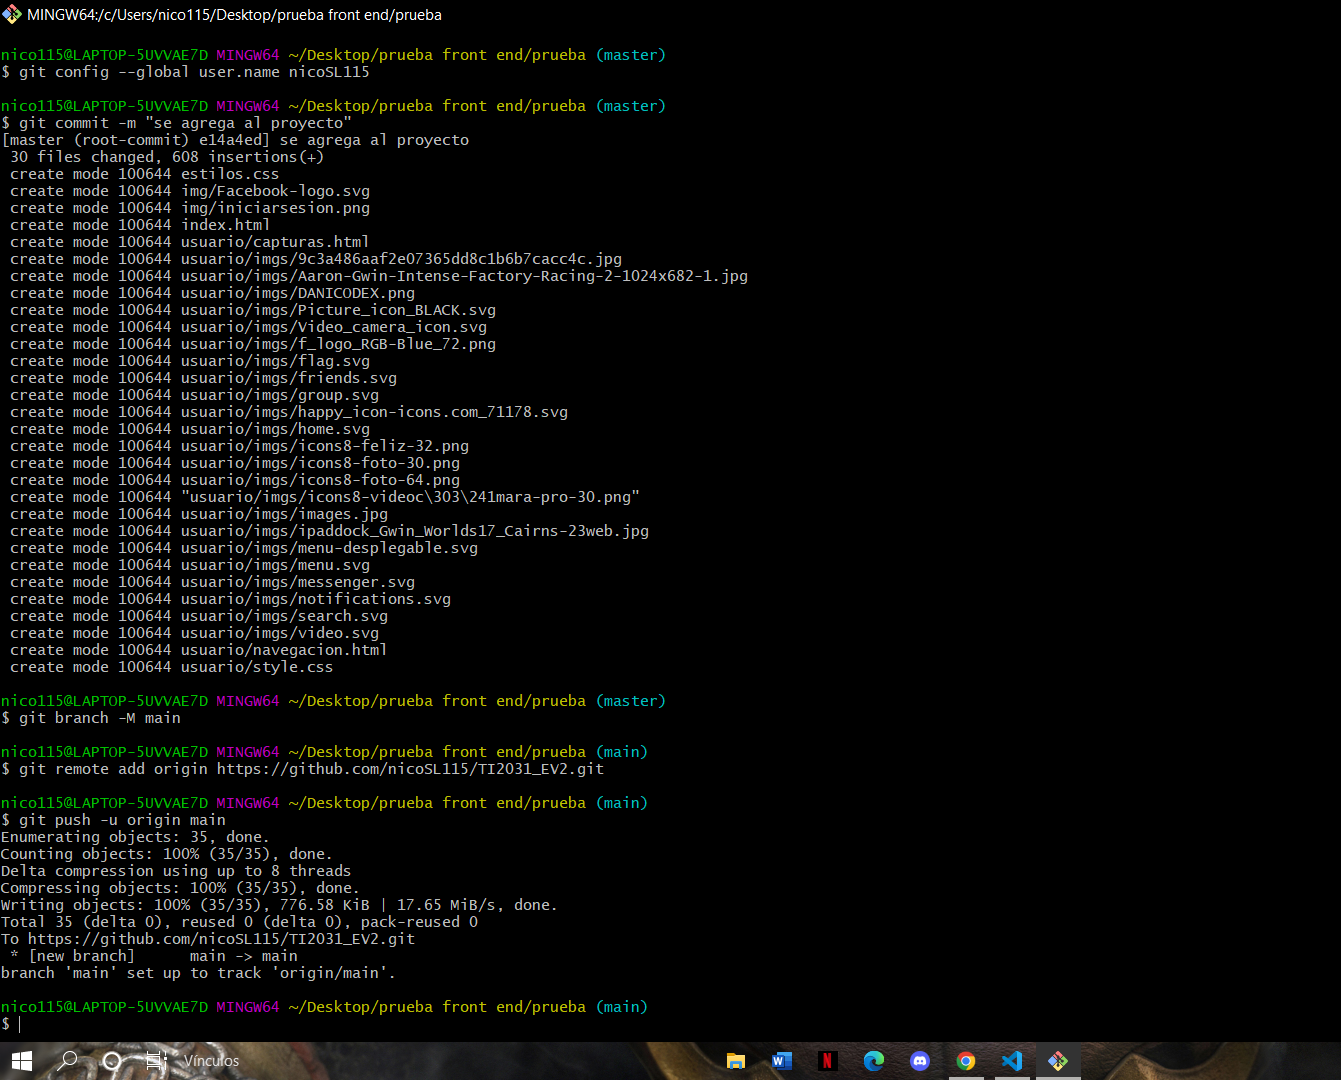 MINGW64:/c/Users/nico115/Desktop/prueba front end/prueba
nico115@LAPTOP-5UVVAE7D MINGW64 ~/Desktop/prueba front end/prueba (master)
$ git config --global user.name nicoSL115
nico115@LAPTOP-5UVVAE7D MINGW64 ~/Desktop/prueba front end/prueba (master)
$ git commit -m "se agrega al proyecto"
[master (root-commit) e14a4ed] se agrega al proyecto
30 files changed, 608 insertions(+)
create mode 100644 estilos.css
create mode 100644 img/Facebook-logo.svg
create mode 100644 img/iniciarsesion.png
create mode 100644 index.html
create mode 100644 usuario/capturas.html
create mode 100644 usuario/imgs/9c3a486aaf2e07365dd8c1b6b7cacc4c.jpg
create mode 100644 usuario/imgs/Aaron-Gwin-Intense-Factory-Racing-2-1024x682-1.jpg
create mode 100644 usuario/imgs/DANICODEX.png
create mode 100644 usuario/imgs/Picture_icon_BLACK.svg
create mode 100644 usuario/imgs/Video_camera_icon.svg
create mode 100644 usuario/imgs/f_logo_RGB-Blue_72.png
create mode 100644 usuario/imgs/flag.svg
create mode 100644 usuario/imgs/friends.svg
create mode 100644 usuario/imgs/group.svg
create mode 100644 usuario/imgs/happy_icon-icons.com_71178.svg
create mode 100644 usuario/imgs/home.svg
create mode 100644 usuario/imgs/icons8-feliz-32.png
create mode 100644 usuario/imgs/icons8-foto-30.png
create mode 100644 usuario/imgs/icons8-foto-64.png
create mode 100644 "usuario/imgs/icons8-videoc\303\241mara-pro-30.png"
create mode 100644 usuario/imgs/images.jpg
create mode 100644 usuario/imgs/ipaddock_Gwin_Worlds17_Cairns-23web.jpg
create mode 100644 usuario/imgs/menu-desplegable.svg
create mode 100644 usuario/imgs/menu.svg
create mode 100644 usuario/imgs/messenger.svg
create mode 100644 usuario/imgs/notifications.svg
create mode 100644 usuario/imgs/search.svg
create mode 100644 usuario/imgs/video.svg
create mode 100644 usuario/navegacion.html
create mode 100644 usuario/style.css
nico115@LAPTOP-5UVVAE7D MINGW64 ~/Desktop/prueba front end/prueba (master)
$ git branch -M main
nico115@LAPTOP-5UVVAE7D MINGW64 ~/Desktop/prueba front end/prueba (main)
$ git remote add origin https://github.com/nicoSL115/TI2031_EV2.git
nico115@LAPTOP-5UVVAE7D MINGW64 ~/Desktop/prueba front end/prueba (main)
$ git push -u origin main
Enumerating objects: 35, done.
Counting objects: 100% (35/35), done.
Delta compression using up to 8 threads
Compressing objects: 100% (35/35), done.
Writing objects: 100% (35/35), 776.58 KiB | 17.65 MiB/s, done.
Total 35 (delta 0), reused 0 (delta 0), pack-reused 0
To https://github.com/nicoSL115/TI2031_EV2.git
* [new branch]      main -> main
branch 'main' set up to track 'origin/main'.
nico115@LAPTOP-5UVVAE7D MINGW64 ~/Desktop/prueba front end/prueba (main)
$
Vínculos